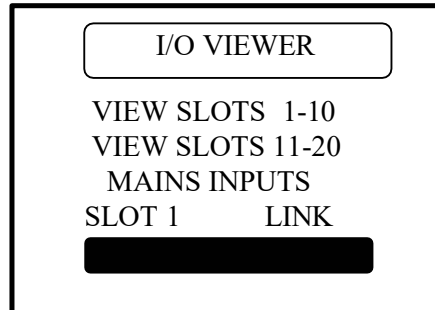 I/O VIEWER
VIEW SLOTS 1-10
VIEW SLOTS 11-20
MAINS INPUTS
SLOT 1 LINK